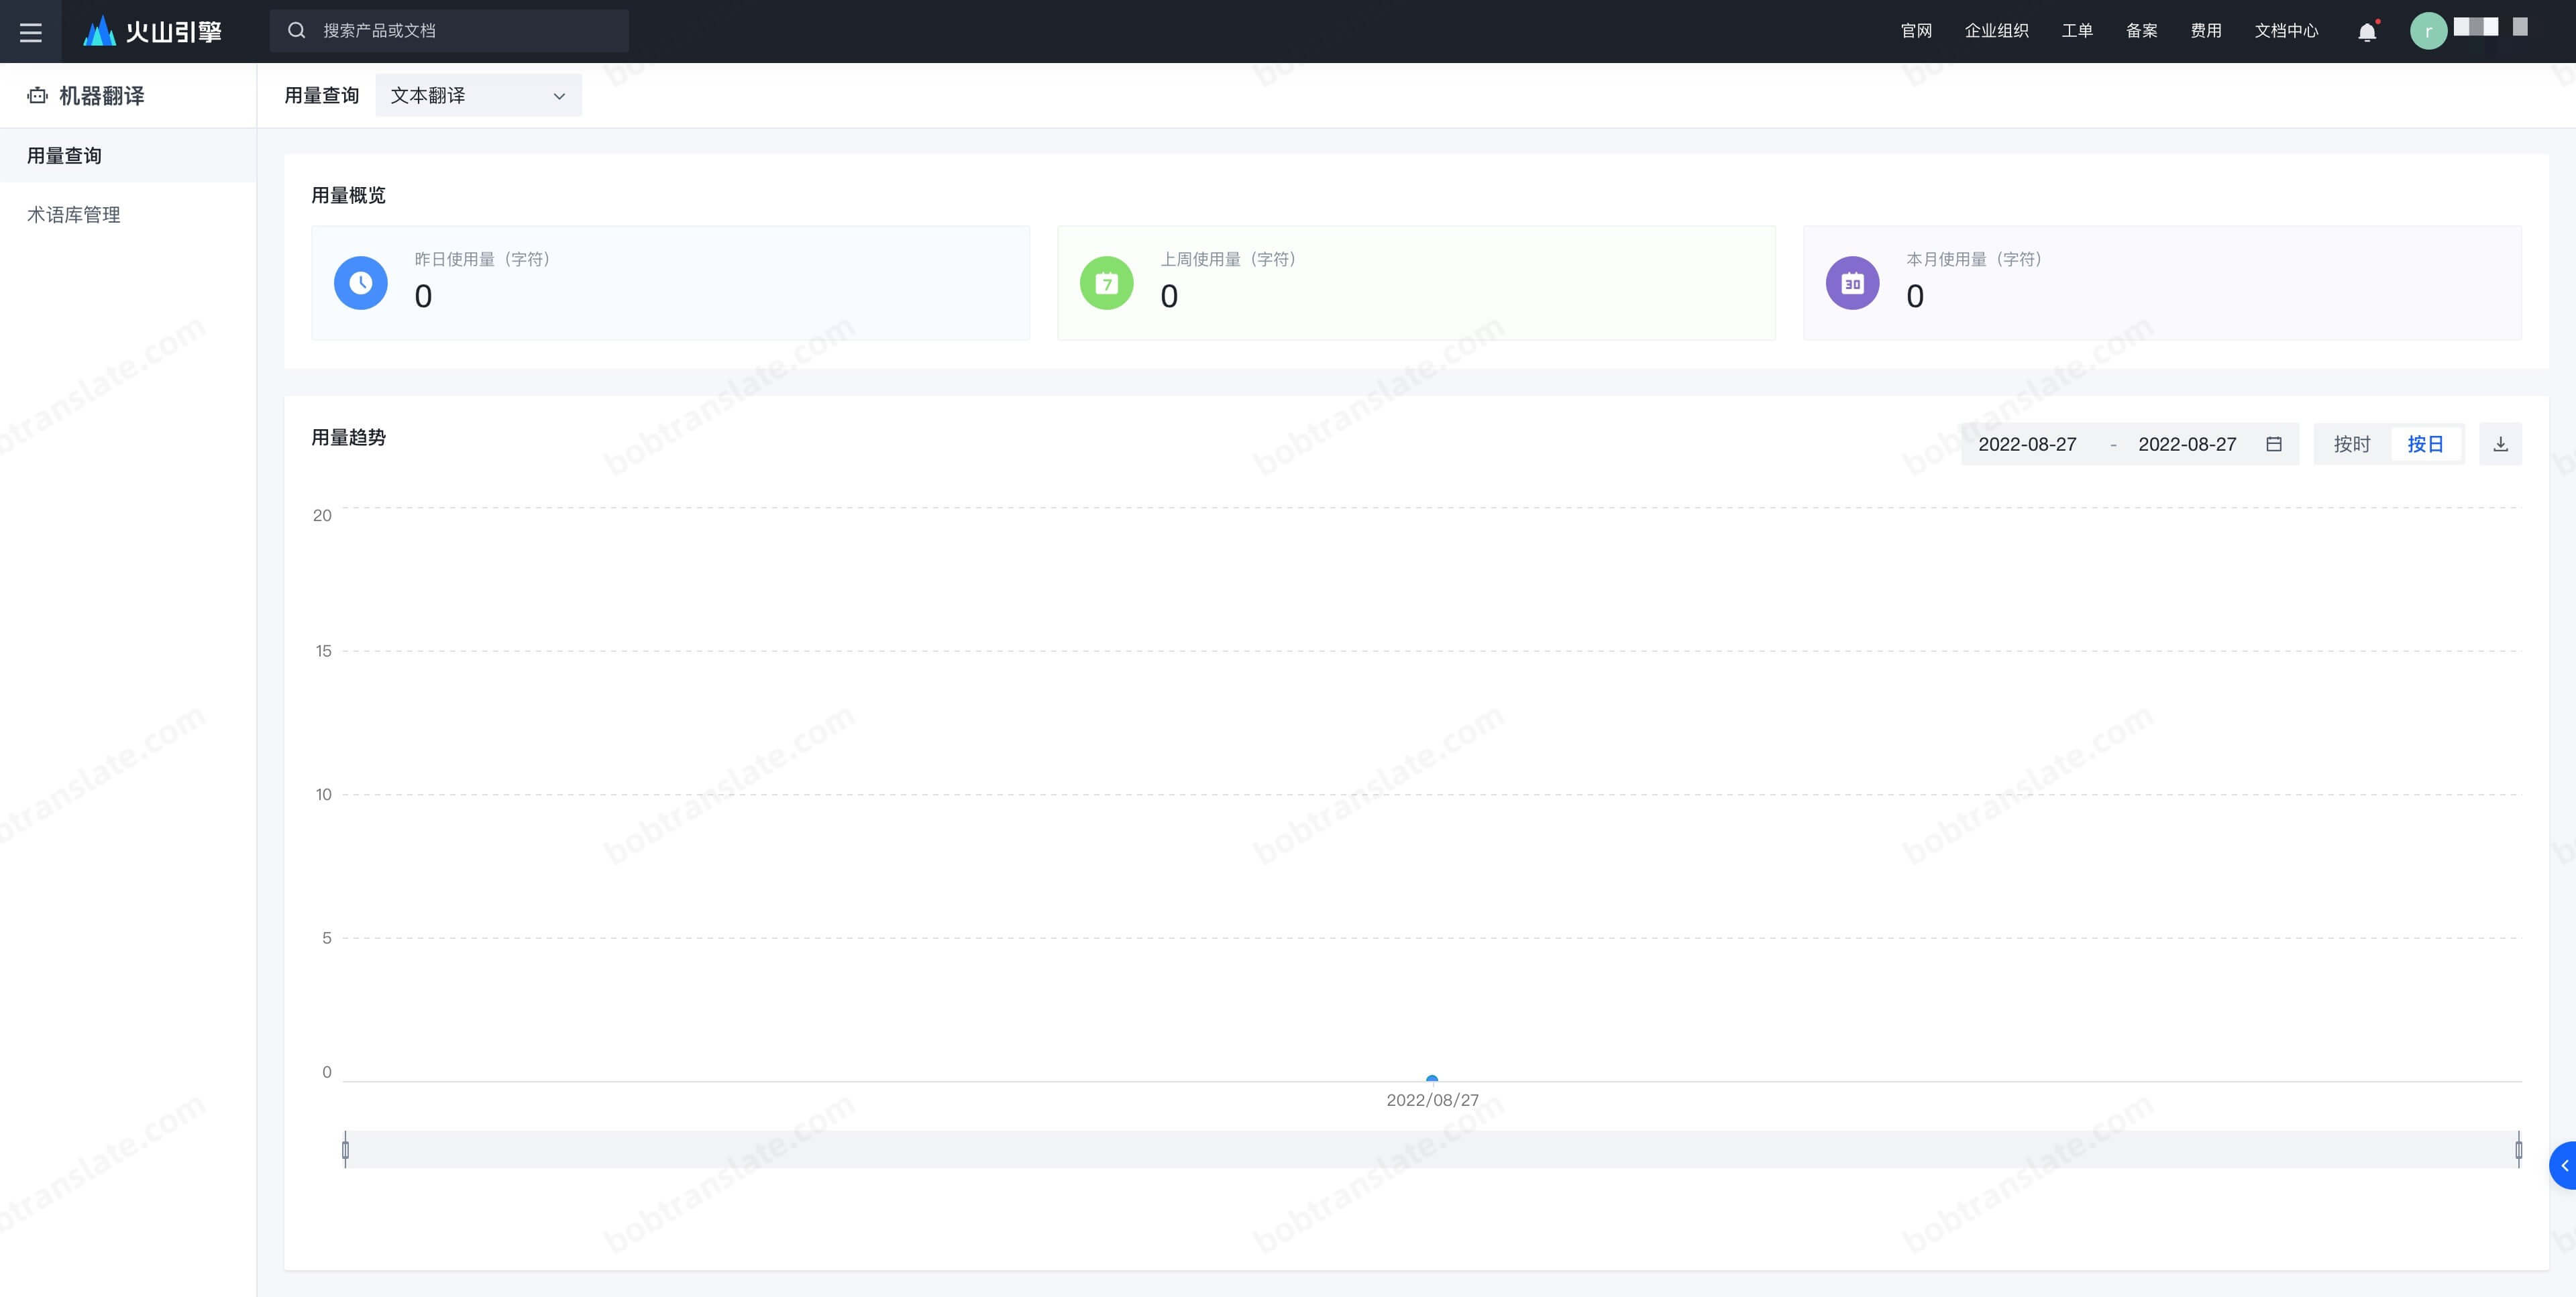 火山引擎 搜索产品或文档 官网 企业组织 工单 备案 费用 文档中心 r
机器翻译
用量查询 文本翻译
用量查询
术语库管理
用量概览
昨日使用量（字符）
0
7
上周使用量（字符）
0
30
本月使用量（字符）
0
用量趋势
2022-08-27 - 2022-08-27 按时 按日
20
15
10
5
0
2022/08/27
bobtranslate.com